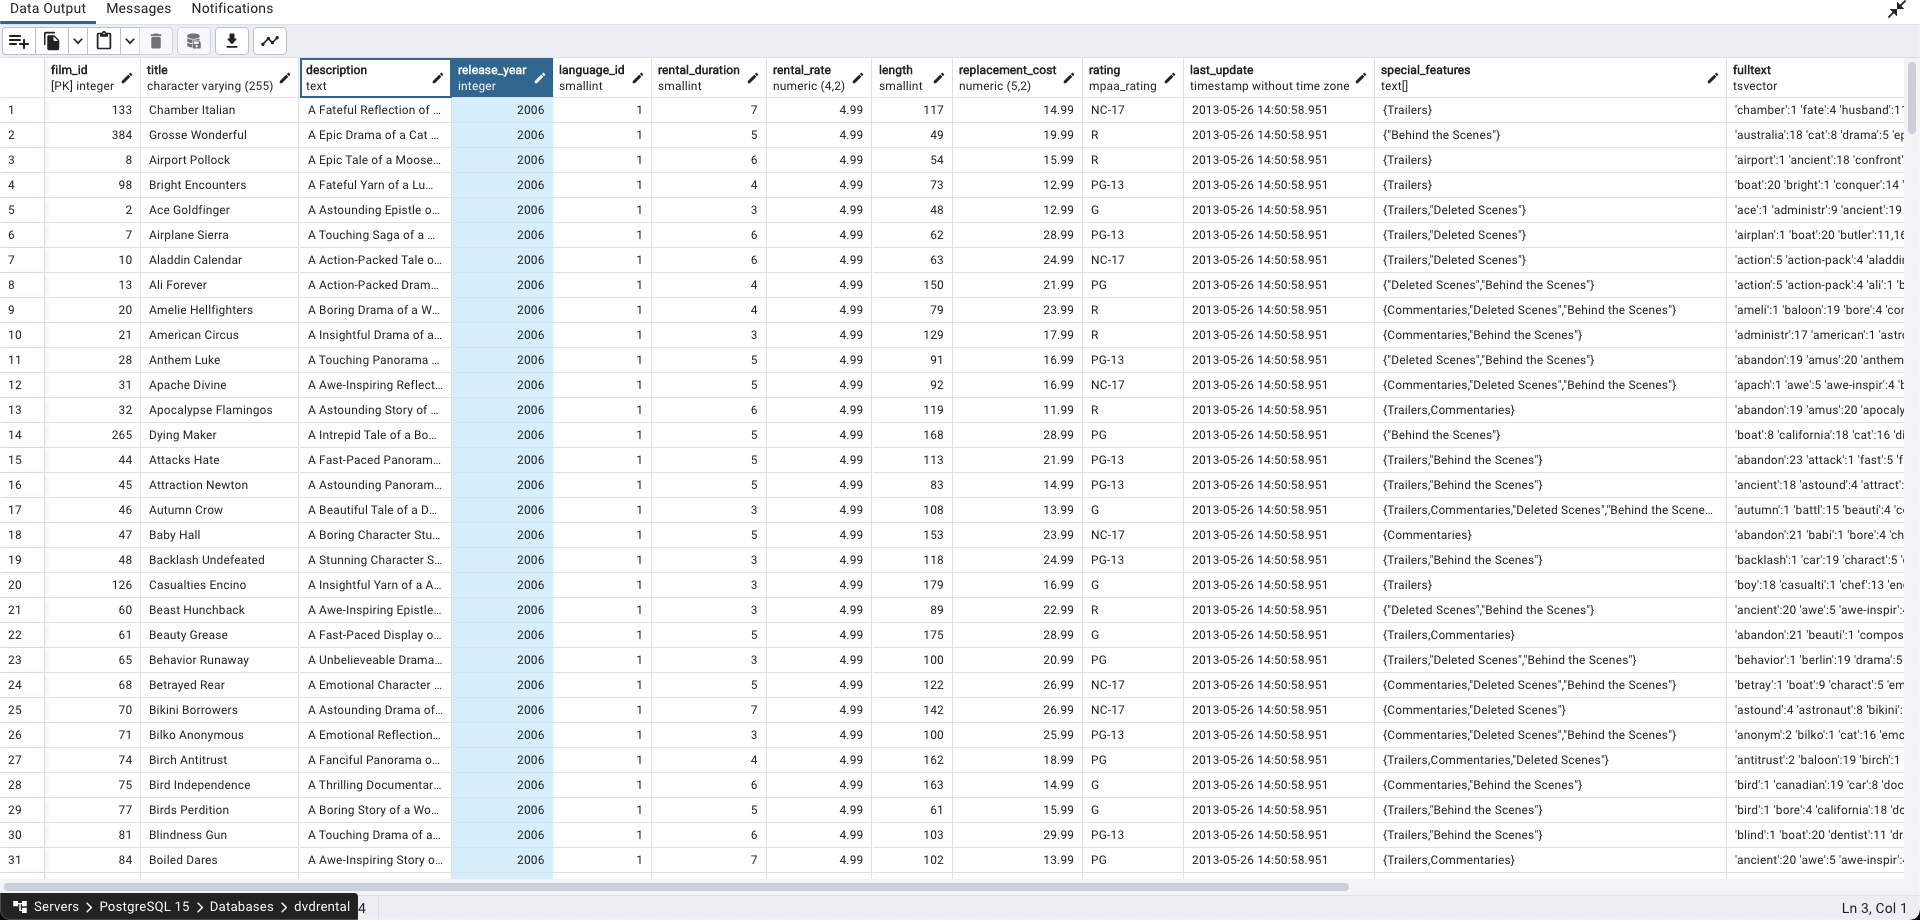 Data Output Messages Notifications
film_id title description release_year language_id rental_duration rental_rate length replacement_cost rating last_update special_features fulltext
[PK] integer character varying (255) text integer smallint smallint numeric (4,2) smallint numeric (5,2) mpaa_rating timestamp without time zone text[] tsvector
1 133 Chamber Italian A Fateful Reflection of ... 2006 1 7 4.99 117 14.99 NC-17 2013-05-26 14:50:58.951 {Trailers} 'chamber':1 'fate':4 'husband':11
2 384 Grosse Wonderful A Epic Drama of a Cat ... 2006 1 5 4.99 49 19.99 R 2013-05-26 14:50:58.951 {"Behind the Scenes"} 'australia':18 'cat':8 'drama':5 'ep
3 8 Airport Pollock A Epic Tale of a Moose... 2006 1 6 4.99 54 15.99 R 2013-05-26 14:50:58.951 {Trailers} 'airport':1 'ancient':18 'confront'
4 98 Bright Encounters A Fateful Yarn of a Lu... 2006 1 4 4.99 73 12.99 PG-13 2013-05-26 14:50:58.951 {Trailers} 'boat':20 'bright':1 'conquer':14 '
5 2 Ace Goldfinger A Astounding Epistle o... 2006 1 3 4.99 48 12.99 G 2013-05-26 14:50:58.951 {Trailers,"Deleted Scenes"} 'ace':1 'administr':9 'ancient':19
6 7 Airplane Sierra A Touching Saga of a ... 2006 1 6 4.99 62 28.99 PG-13 2013-05-26 14:50:58.951 {Trailers,"Deleted Scenes"} 'airplan':1 'boat':20 'butler':11,16
7 10 Aladdin Calendar A Action-Packed Tale o... 2006 1 6 4.99 63 24.99 NC-17 2013-05-26 14:50:58.951 {Trailers,"Deleted Scenes"} 'action':5 'action-pack':4 'aladdi
8 13 Ali Forever A Action-Packed Dram... 2006 1 4 4.99 150 21.99 PG 2013-05-26 14:50:58.951 {"Deleted Scenes","Behind the Scenes"} 'action':5 'action-pack':4 'ali':1 'b
9 20 Amelie Hellfighters A Boring Drama of a W... 2006 1 4 4.99 79 23.99 R 2013-05-26 14:50:58.951 {Commentaries,"Deleted Scenes","Behind the Scenes"} 'ameli':1 'baloon':19 'bore':4 'cor
10 21 American Circus A Insightful Drama of a... 2006 1 3 4.99 129 17.99 R 2013-05-26 14:50:58.951 {Commentaries,"Behind the Scenes"} 'administr':17 'american':1 'astr
11 28 Anthem Luke A Touching Panorama ... 2006 1 5 4.99 91 16.99 PG-13 2013-05-26 14:50:58.951 {"Deleted Scenes","Behind the Scenes"} 'abandon':19 'amus':20 'anthem
12 31 Apache Divine A Awe-Inspiring Reflect... 2006 1 5 4.99 92 16.99 NC-17 2013-05-26 14:50:58.951 {Commentaries,"Deleted Scenes","Behind the Scenes"} 'apach':1 'awe':5 'awe-inspir':4 'b
13 32 Apocalypse Flamingos A Astounding Story of ... 2006 1 6 4.99 119 11.99 R 2013-05-26 14:50:58.951 {Trailers,Commentaries} 'abandon':19 'amus':20 'apocaly
14 265 Dying Maker A Intrepid Tale of a Bo... 2006 1 5 4.99 168 28.99 PG 2013-05-26 14:50:58.951 {"Behind the Scenes"} 'boat':8 'california':18 'cat':16 'di
15 44 Attacks Hate A Fast-Paced Panoram... 2006 1 5 4.99 113 21.99 PG-13 2013-05-26 14:50:58.951 {Trailers,"Behind the Scenes"} 'abandon':23 'attack':1 'fast':5 'f
16 45 Attraction Newton A Astounding Panoram... 2006 1 5 4.99 83 14.99 PG-13 2013-05-26 14:50:58.951 {Trailers,"Behind the Scenes"} 'ancient':18 'astound':4 'attract':
17 46 Autumn Crow A Beautiful Tale of a D... 2006 1 3 4.99 108 13.99 G 2013-05-26 14:50:58.951 {Trailers,Commentaries,"Deleted Scenes","Behind the Scene... 'autumn':1 'battl':15 'beauti':4 'c
18 47 Baby Hall A Boring Character Stu... 2006 1 5 4.99 153 23.99 NC-17 2013-05-26 14:50:58.951 {Commentaries} 'abandon':21 'babi':1 'bore':4 'ch
19 48 Backlash Undefeated A Stunning Character S... 2006 1 3 4.99 118 24.99 PG-13 2013-05-26 14:50:58.951 {Trailers,"Behind the Scenes"} 'backlash':1 'car':19 'charact':5 '
20 126 Casualties Encino A Insightful Yarn of a A... 2006 1 3 4.99 179 16.99 G 2013-05-26 14:50:58.951 {Trailers} 'boy':18 'casualti':1 'chef':13 'en
21 60 Beast Hunchback A Awe-Inspiring Epistle... 2006 1 3 4.99 89 22.99 R 2013-05-26 14:50:58.951 {"Deleted Scenes","Behind the Scenes"} 'ancient':20 'awe':5 'awe-inspir':
22 61 Beauty Grease A Fast-Paced Display o... 2006 1 5 4.99 175 28.99 G 2013-05-26 14:50:58.951 {Trailers,Commentaries} 'abandon':21 'beauti':1 'compos
23 65 Behavior Runaway A Unbelieveable Drama... 2006 1 3 4.99 100 20.99 PG 2013-05-26 14:50:58.951 {Trailers,"Deleted Scenes","Behind the Scenes"} 'behavior':1 'berlin':19 'drama':5
24 68 Betrayed Rear A Emotional Character ... 2006 1 5 4.99 122 26.99 NC-17 2013-05-26 14:50:58.951 {Commentaries,"Deleted Scenes","Behind the Scenes"} 'betray':1 'boat':9 'charact':5 'em
25 70 Bikini Borrowers A Astounding Drama of... 2006 1 7 4.99 142 26.99 NC-17 2013-05-26 14:50:58.951 {Commentaries,"Deleted Scenes"} 'astound':4 'astronaut':8 'bikini':
26 71 Bilko Anonymous A Emotional Reflection... 2006 1 3 4.99 100 25.99 PG-13 2013-05-26 14:50:58.951 {Commentaries,"Deleted Scenes","Behind the Scenes"} 'anonym':2 'bilko':1 'cat':16 'emo
27 74 Birch Antitrust A Fanciful Panorama o... 2006 1 4 4.99 162 18.99 PG 2013-05-26 14:50:58.951 {Trailers,Commentaries,"Deleted Scenes"} 'antitrust':2 'baloon':19 'birch':1
28 75 Bird Independence A Thrilling Documentar... 2006 1 6 4.99 163 14.99 G 2013-05-26 14:50:58.951 {Commentaries,"Behind the Scenes"} 'bird':1 'canadian':19 'car':8 'doc
29 77 Birds Perdition A Boring Story of a Wo... 2006 1 5 4.99 61 15.99 G 2013-05-26 14:50:58.951 {Trailers,"Behind the Scenes"} 'bird':1 'bore':4 'california':18 'dc
30 81 Blindness Gun A Touching Drama of a... 2006 1 6 4.99 103 29.99 PG-13 2013-05-26 14:50:58.951 {Trailers,"Behind the Scenes"} 'blind':1 'boat':20 'dentist':11 'dr
31 84 Boiled Dares A Awe-Inspiring Story o... 2006 1 7 4.99 102 13.99 PG 2013-05-26 14:50:58.951 {Trailers,Commentaries} 'ancient':20 'awe':5 'awe-inspir':
Servers > PostgreSQL 15 > Databases > dvdrental 4 Ln 3, Col 1